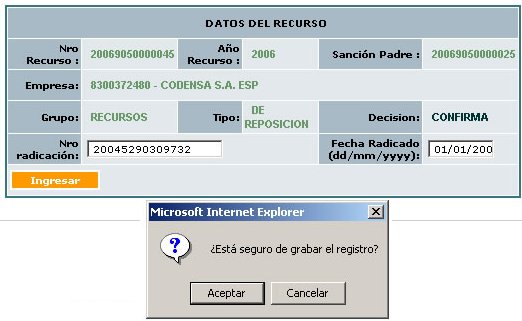 DATOS DEL RECURSO
Nro Recurso : 20069050000045 Año Recurso : 2006 Sanción Padre : 20069050000025
Empresa: 8300372480 - CODENSA S.A. ESP
Grupo: RECURSOS Tipo: DE REPOSICION Decision: CONFIRMA
Nro radicación: 20045290309732 Fecha Radicado (dd/mm/yyyy): 01/01/200
Ingresar
Microsoft Internet Explorer
¿Está seguro de grabar el registro?
Aceptar Cancelar